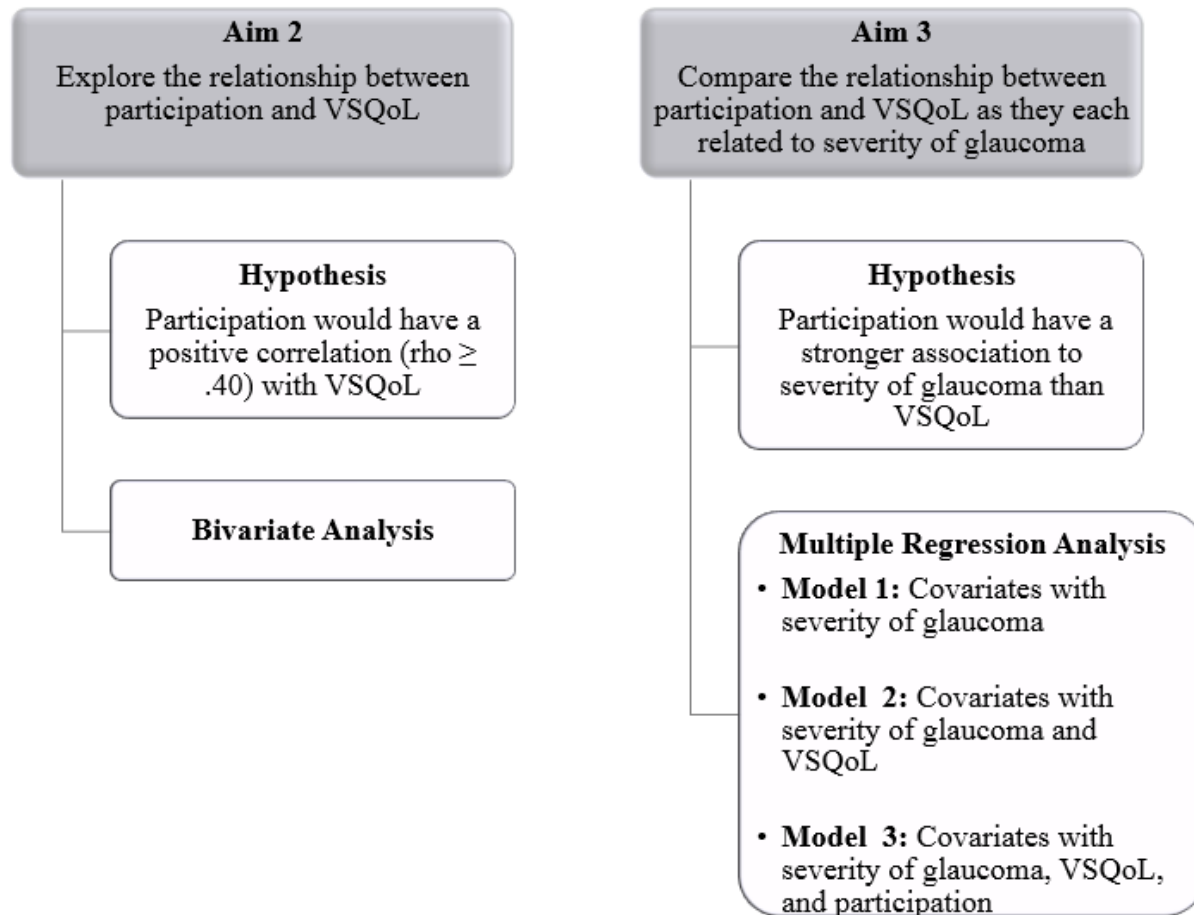 Aim 2
Explore the relationship between
participation and VSQoL
Hypothesis
Participation would have a
positive correlation (rho ≥
.40) with VSQoL
Bivariate Analysis
Aim 3
Compare the relationship between
participation and VSQoL as they each
related to severity of glaucoma
Hypothesis
Participation would have a
stronger association to
severity of glaucoma than
VSQoL
Multiple Regression Analysis
• Model 1: Covariates with
severity of glaucoma
• Model 2: Covariates with
severity of glaucoma and
VSQoL
• Model 3: Covariates with
severity of glaucoma, VSQoL,
and participation